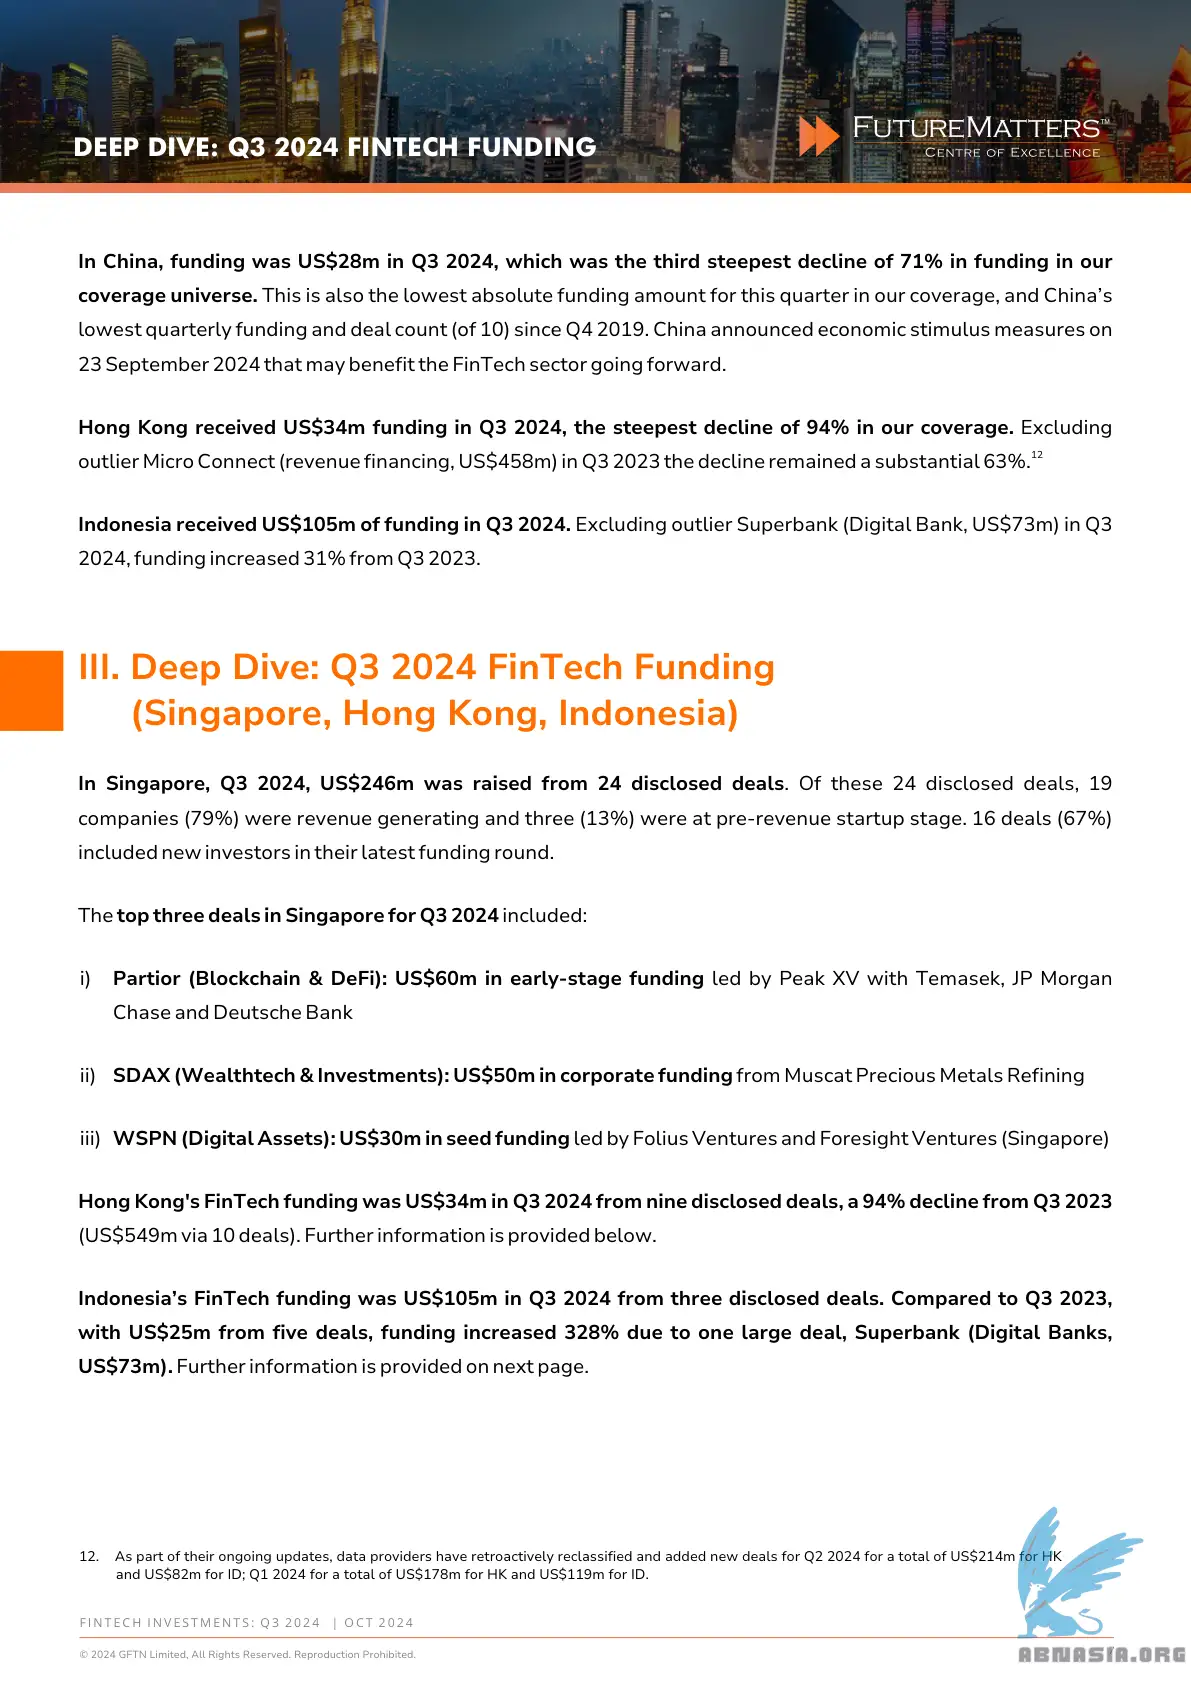 DEEP DIVE: Q3 2024 FINTECH FUNDING
FUTUREMATTERS™
CENTRE OF EXCELLENCE
In China, funding was US$28m in Q3 2024, which was the third steepest decline of 71% in funding in our
coverage universe. This is also the lowest absolute funding amount for this quarter in our coverage, and China’s
lowest quarterly funding and deal count (of 10) since Q4 2019. China announced economic stimulus measures on
23 September 2024 that may benefit the FinTech sector going forward.
Hong Kong received US$34m funding in Q3 2024, the steepest decline of 94% in our coverage. Excluding
outlier Micro Connect (revenue financing, US$458m) in Q3 2023 the decline remained a substantial 63%.12
Indonesia received US$105m of funding in Q3 2024. Excluding outlier Superbank (Digital Bank, US$73m) in Q3
2024, funding increased 31% from Q3 2023.
III. Deep Dive: Q3 2024 FinTech Funding
(Singapore, Hong Kong, Indonesia)
In Singapore, Q3 2024, US$246m was raised from 24 disclosed deals. Of these 24 disclosed deals, 19
companies (79%) were revenue generating and three (13%) were at pre-revenue startup stage. 16 deals (67%)
included new investors in their latest funding round.
The top three deals in Singapore for Q3 2024 included:
i) Partior (Blockchain & DeFi): US$60m in early-stage funding led by Peak XV with Temasek, JP Morgan
Chase and Deutsche Bank
ii) SDAX (Wealthtech & Investments): US$50m in corporate funding from Muscat Precious Metals Refining
iii) WSPN (Digital Assets): US$30m in seed funding led by Folius Ventures and Foresight Ventures (Singapore)
Hong Kong's FinTech funding was US$34m in Q3 2024 from nine disclosed deals, a 94% decline from Q3 2023
(US$549m via 10 deals). Further information is provided below.
Indonesia’s FinTech funding was US$105m in Q3 2024 from three disclosed deals. Compared to Q3 2023,
with US$25m from five deals, funding increased 328% due to one large deal, Superbank (Digital Banks,
US$73m). Further information is provided on next page.
12. As part of their ongoing updates, data providers have retroactively reclassified and added new deals for Q2 2024 for a total of US$214m for HK
and US$82m for ID; Q1 2024 for a total of US$178m for HK and US$119m for ID.
FINTECH INVESTMENTS: Q3 2024 | OCT 2024
© 2024 GFTN Limited, All Rights Reserved. Reproduction Prohibited.
ABNASIA.ORG